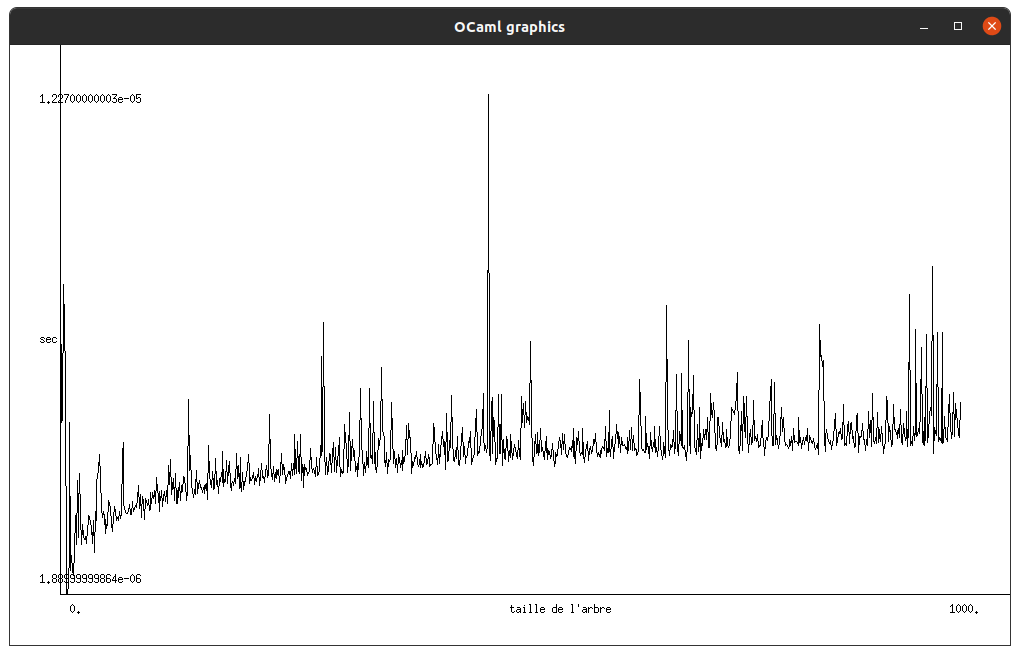 OCaml graphics
1.22700000003e-05
sec
1.88999999864e-06
0.
taille de l'arbre
1000.